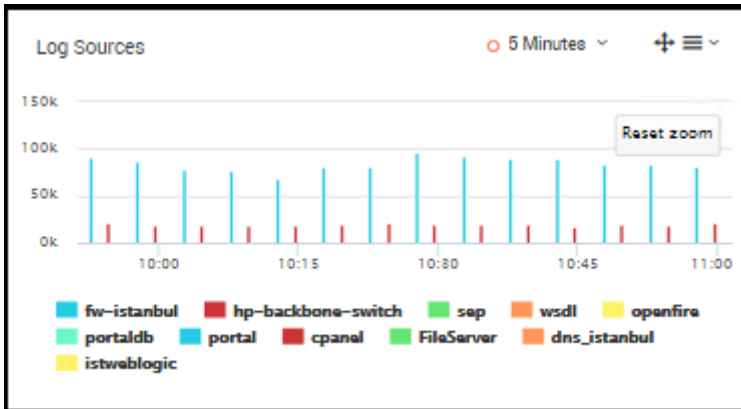 Log Sources 5 Minutes
150k
Reset zoom
100k
50k
0k
10:00 10:15 10:30 10:45 11:00
fw-istanbul hp-backbone-switch sep wsdl openfire
portaldb portal cpanel FileServer dns_istanbul
istweblogic